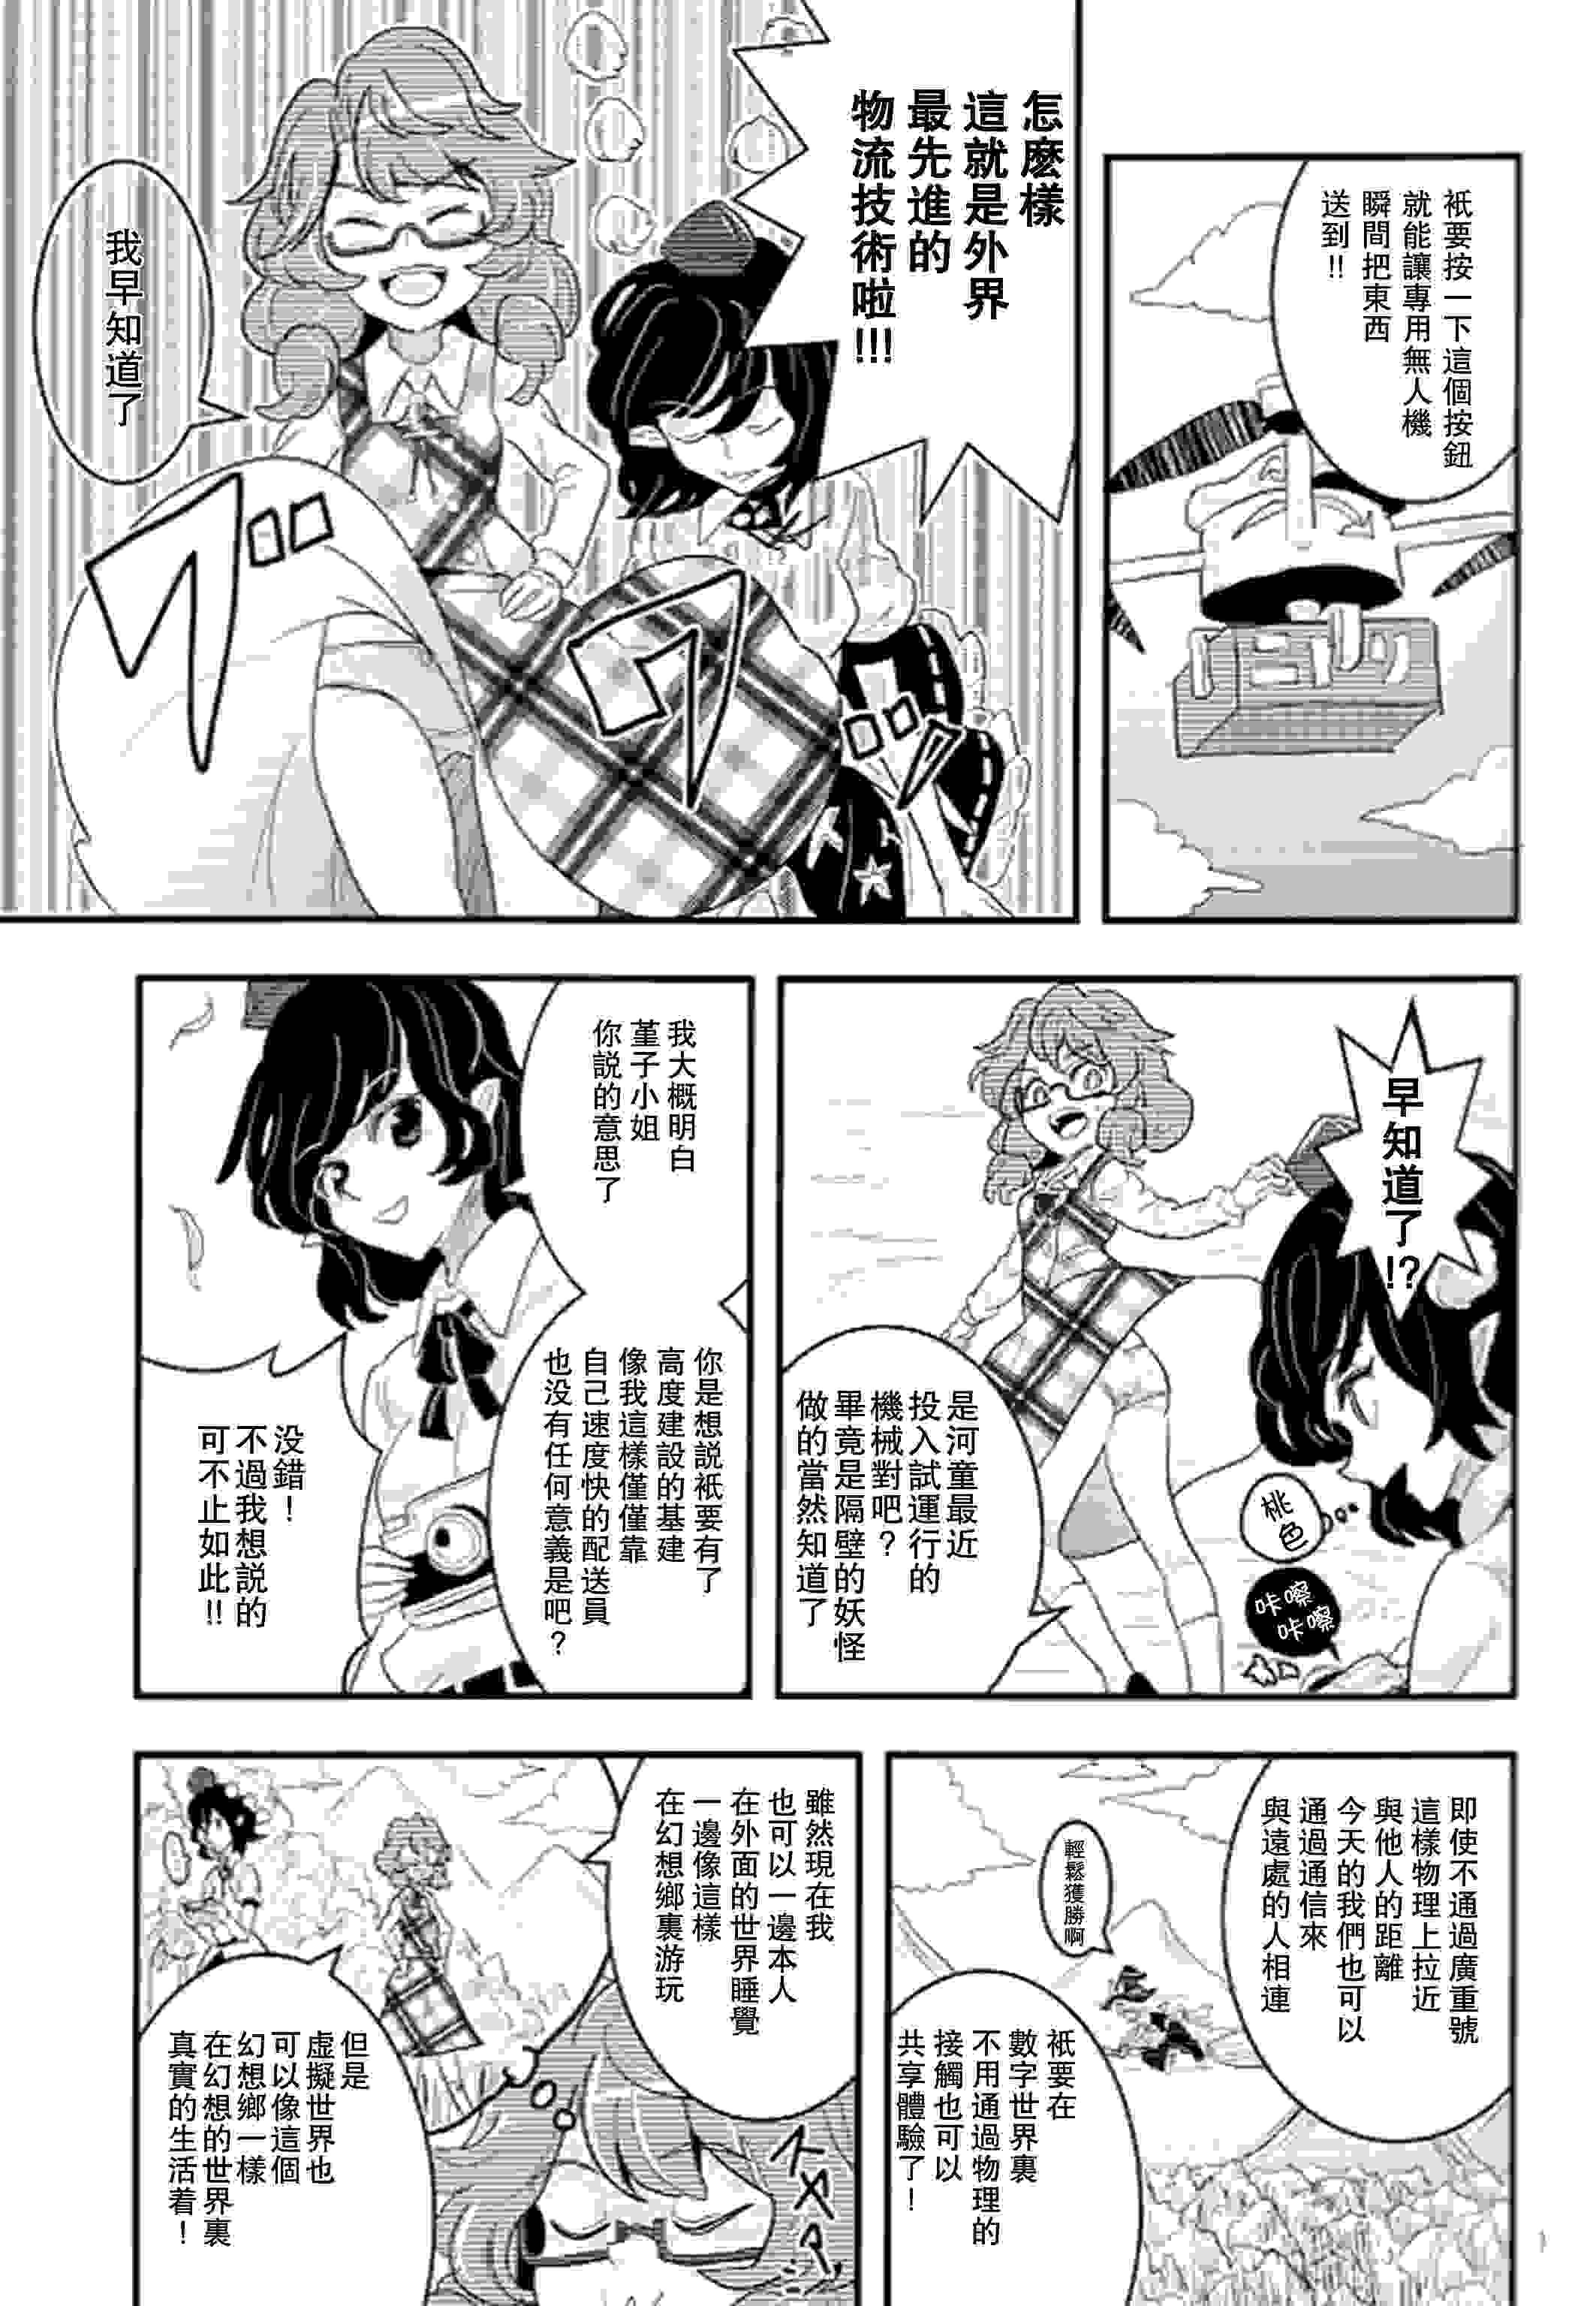 衹要按一下這個按鈕
就能讓專用無人機
瞬間把東西
送到!!
怎麽樣
這就是外界
最先進的
物流技術啦!!!
我早知道了
早知道了!?
桃色
咔嚓
咔嚓
是河童最近
投入試運行的
機械對吧？
畢竟是隔壁的妖怪
做的當然知道了
我大概明白
堇子小姐
你説的意思了
你是想説衹要有了
高度建設的基建
像我這樣僅僅靠
自己速度快的配送員
也没有任何意義是吧？
没錯！
不過我想説的
可不止如此!!
即使不通過廣重號
這樣物理上拉近
與他人的距離
今天的我們也可以
通過通信來
與遠處的人相連
輕鬆獲勝啊
衹要在
數字世界裏
不用通過物理的
接觸也可以
共享體驗了！
雖然現在我
也可以一邊本人
在外面的世界睡覺
一邊像這樣
在幻想鄉裏游玩
但是
虛擬世界也
可以像這個
幻想鄉一樣
在幻想的世界裏
真實的生活着！